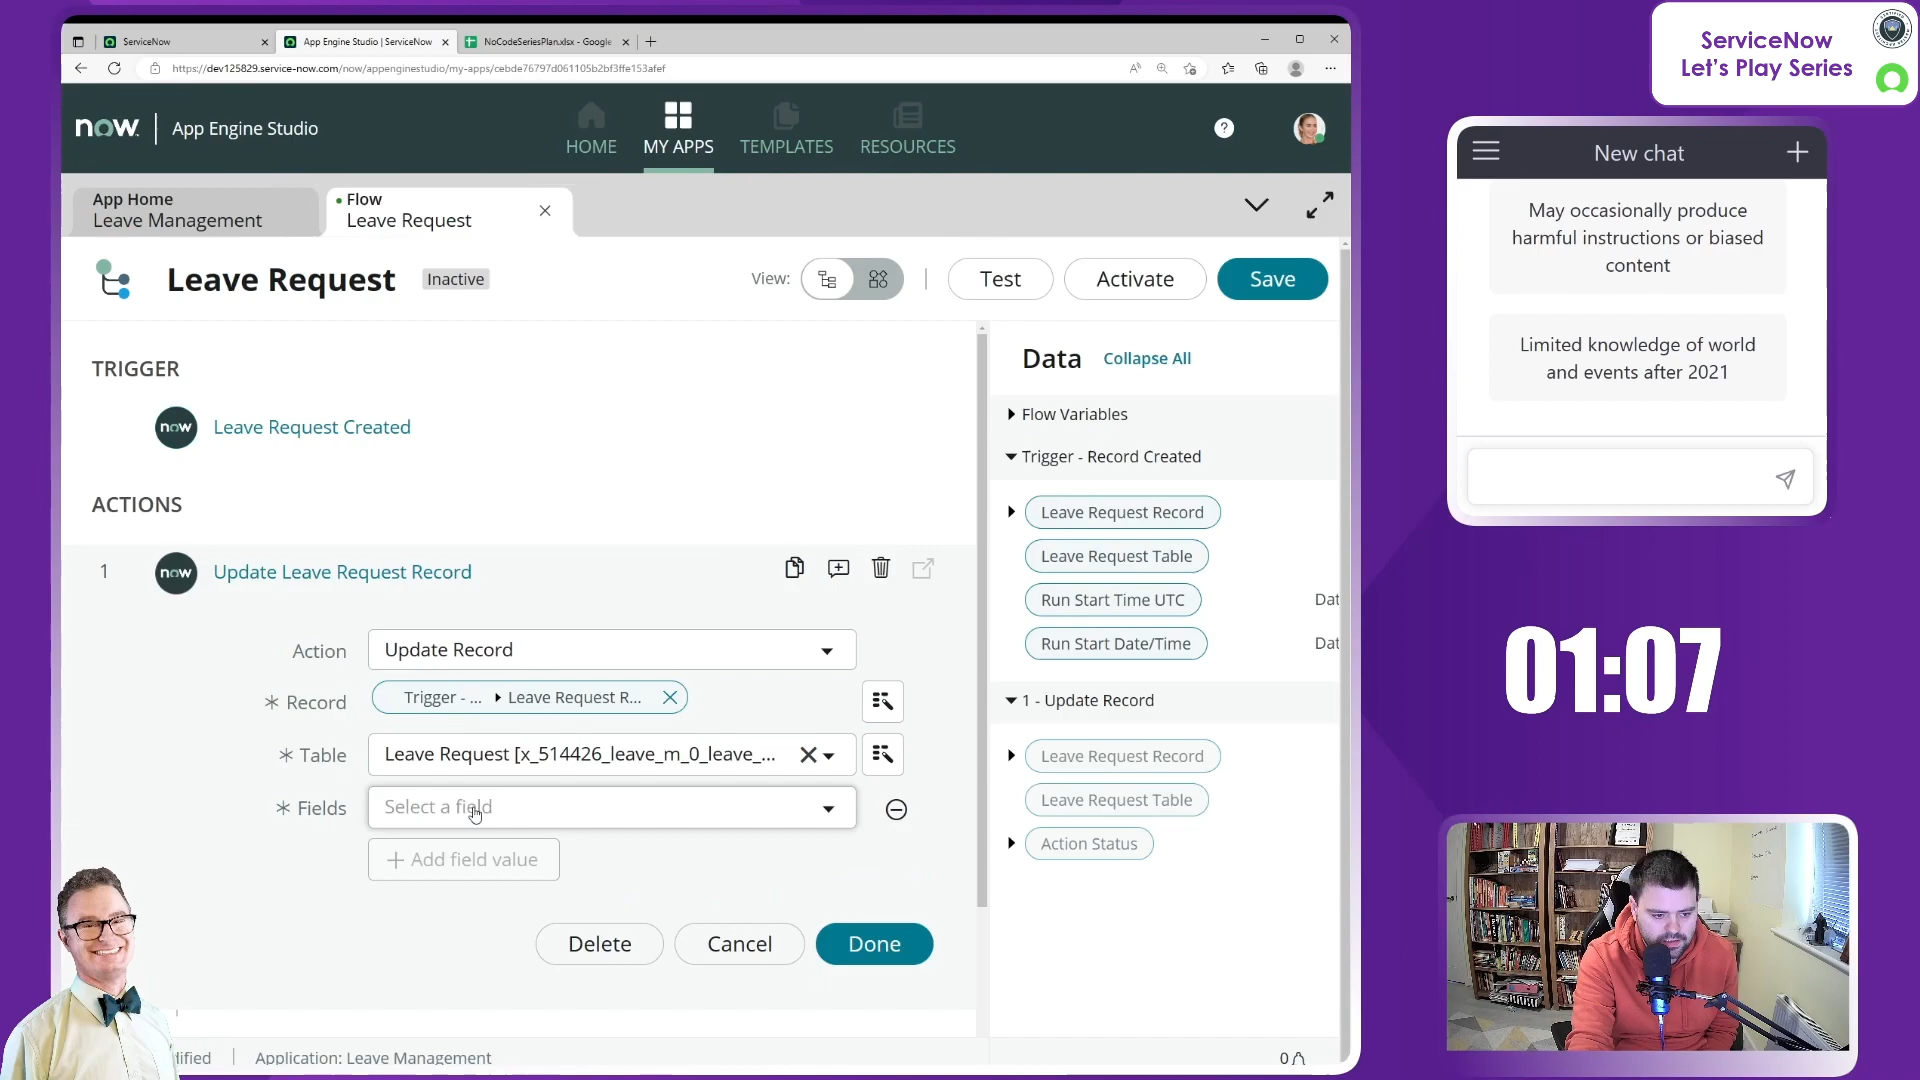 ServiceNow
App Engine Studio | ServiceNow
NoCodeSeriesPlan.xlsx - Google
https://dev125829.service-now.com/now/appenginestudio/my-apps/cebde76797d061105b2bf3ffe153afef
now
App Engine Studio
HOME
MY APPS
TEMPLATES
RESOURCES
?
App Home
Leave Management
Flow
Leave Request
Leave Request
Inactive
View:
Test
Activate
Save
TRIGGER
now
Leave Request Created
ACTIONS
1
now
Update Leave Request Record
Action
Update Record
* Record
Trigger - ...
Leave Request R...
* Table
Leave Request [x_514426_leave_m_0_leave_...
* Fields
Select a field
+ Add field value
Delete
Cancel
Done
Application: Leave Management
Data
Collapse All
Flow Variables
Trigger - Record Created
Leave Request Record
Leave Request Table
Run Start Time UTC
Dat
Run Start Date/Time
Dat
1 - Update Record
Leave Request Record
Leave Request Table
Action Status
0
ServiceNow
Let's Play Series
New chat
May occasionally produce
harmful instructions or biased
content
Limited knowledge of world
and events after 2021
01:07